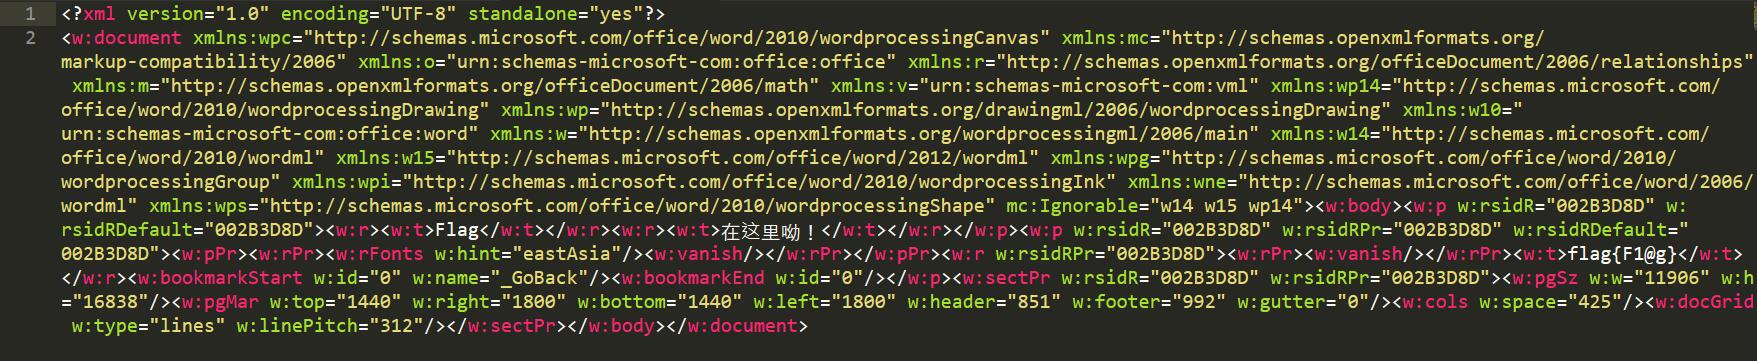 1 <?xml version="1.0" encoding="UTF-8" standalone="yes"?>
2 <w:document xmlns:wpc="http://schemas.microsoft.com/office/word/2010/wordprocessingCanvas" xmlns:mc="http://schemas.openxmlformats.org/
markup-compatibility/2006" xmlns:o="urn:schemas-microsoft-com:office:office" xmlns:r="http://schemas.openxmlformats.org/officeDocument/2006/relationships"
xmlns:m="http://schemas.openxmlformats.org/officeDocument/2006/math" xmlns:v="urn:schemas-microsoft-com:vml" xmlns:wp14="http://schemas.microsoft.com/
office/word/2010/wordprocessingDrawing" xmlns:wp="http://schemas.openxmlformats.org/drawingml/2006/wordprocessingDrawing" xmlns:w10="
urn:schemas-microsoft-com:office:word" xmlns:w="http://schemas.openxmlformats.org/wordprocessingml/2006/main" xmlns:w14="http://schemas.microsoft.com/
office/word/2010/wordml" xmlns:w15="http://schemas.microsoft.com/office/word/2012/wordml" xmlns:wpg="http://schemas.microsoft.com/office/word/2010/
wordprocessingGroup" xmlns:wpi="http://schemas.microsoft.com/office/word/2010/wordprocessingInk" xmlns:wne="http://schemas.microsoft.com/office/word/2006/
wordml" xmlns:wps="http://schemas.microsoft.com/office/word/2010/wordprocessingShape" mc:Ignorable="w14 w15 wp14"><w:body><w:p w:rsidR="002B3D8D" w:
rsidRDefault="002B3D8D"><w:r><w:t>Flag</w:t></w:r><w:r><w:t>在这里呦！</w:t></w:r></w:p><w:p w:rsidR="002B3D8D" w:rsidRPr="002B3D8D" w:rsidRDefault="
002B3D8D"><w:pPr><w:rPr><w:rFonts w:hint="eastAsia"/><w:vanish/></w:rPr></w:pPr><w:r w:rsidRPr="002B3D8D"><w:rPr><w:vanish/></w:rPr><w:t>flag{F1@g}</w:t>
</w:r><w:bookmarkStart w:id="0" w:name="_GoBack"/><w:bookmarkEnd w:id="0"/></w:p><w:sectPr w:rsidR="002B3D8D" w:rsidRPr="002B3D8D"><w:pgSz w:w="11906" w:h
="16838"/><w:pgMar w:top="1440" w:right="1800" w:bottom="1440" w:left="1800" w:header="851" w:footer="992" w:gutter="0"/><w:cols w:space="425"/><w:docGrid
w:type="lines" w:linePitch="312"/></w:sectPr></w:body></w:document>